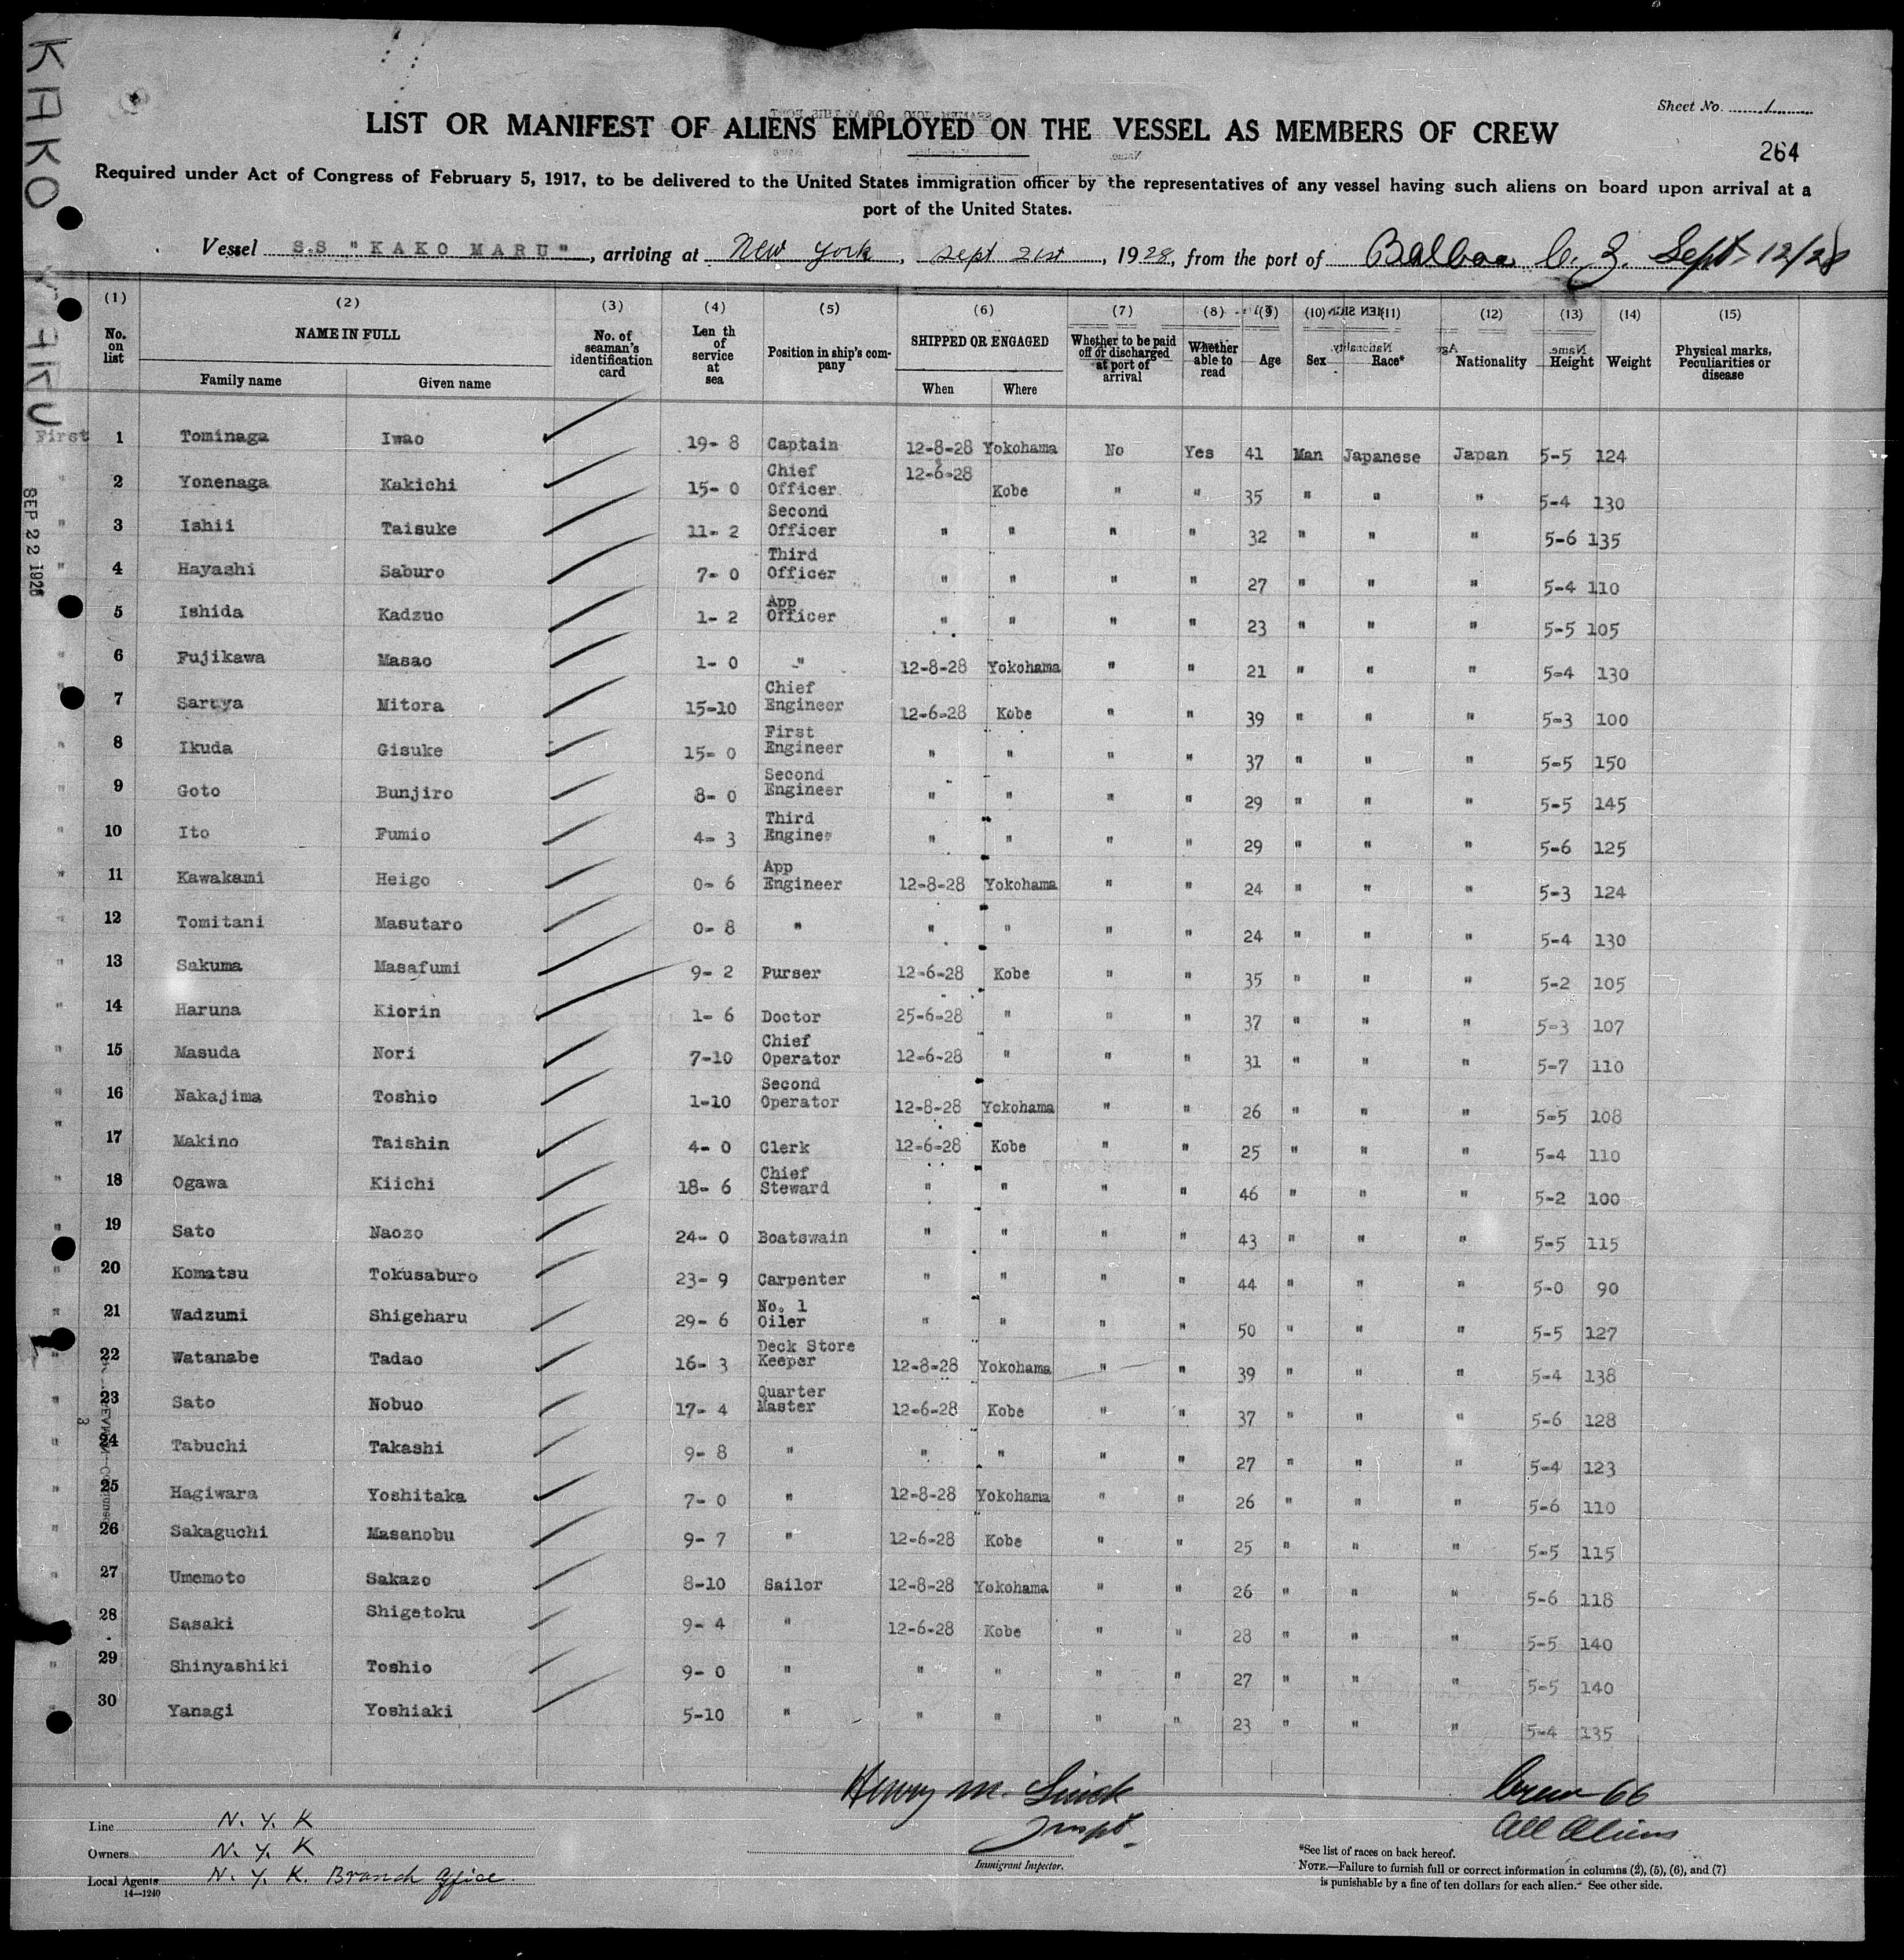 KAKO MARU
Sheet No. 1
LIST OR MANIFEST OF ALIENS EMPLOYED ON THE VESSEL AS MEMBERS OF CREW
264
Required under Act of Congress of February 5, 1917, to be delivered to the United States immigration officer by the representatives of any vessel having such aliens on board upon arrival at a
port of the United States.
Vessel S.S "KAKO MARU", arriving at New York, Sept 21st, 1928, from the port of Balboa C.Z. Sept 12/28
(1) (2) (3) (4) (5) (6) (7) (8) (9) (10) (11) (12) (13) (14) (15)
No. on list NAME IN FULL Family name Given name No. of seaman's identification card Len th of service at sea Position in ship's company SHIPPED OR ENGAGED When Where Whether to be paid off or discharged at port of arrival Whether able to read Age Sex Race* Nationality Height Weight Physical marks, Peculiarities or disease
First 1 Tominaga Iwao 19- 8 Captain 12-8-28 Yokohama No Yes 41 Man Japanese Japan 5-5 124
" 2 Yonenaga Kakichi 15- 0 Chief Officer 12-6-28 Kobe " " 35 " " " 5-4 130
" 3 Ishii Taisuke 11- 2 Second Officer " " " " 32 " " " 5-6 135
" 4 Hayashi Saburo 7- 0 Third Officer " " " " 27 " " " 5-4 110
5 Ishida Kadzuo 1- 2 App Officer " " " " 23 " " " 5-5 105
" 6 Fujikawa Masao 1- 0 " 12-8-28 Yokohama " " 21 " " " 5-4 130
" 7 Saruya Mitora 15-10 Chief Engineer 12-6-28 Kobe " " 39 " " " 5-3 100
" 8 Ikuda Gisuke 15- 0 First Engineer " " " " 37 " " " 5-5 150
" 9 Goto Bunjiro 8- 0 Second Engineer " " " " 29 " " " 5-5 145
" 10 Ito Fumio 4- 3 Third Enginee " " " " 29 " " " 5-6 125
" 11 Kawakami Heigo 0- 6 App Engineer 12-8-28 Yokohama " " 24 " " " 5-3 124
" 12 Tomitani Masutaro 0- 8 " " " " " 24 " " " 5-4 130
" 13 Sakuma Masafumi 9- 2 Purser 12-6-28 Kobe " " 35 " " " 5-2 105
" 14 Haruna Kiorin 1- 6 Doctor 25-6-28 " " " 37 " " " 5-3 107
" 15 Masuda Nori 7-10 Chief Operator 12-6-28 " " " 31 " " " 5-7 110
" 16 Nakajima Toshio 1-10 Second Operator 12-8-28 Yokohama " " 26 " " " 5-5 108
" 17 Makino Taishin 4- 0 Clerk 12-6-28 Kobe " " 25 " " " 5-4 110
" 18 Ogawa Kiichi 18- 6 Chief Steward " " " " 46 " " " 5-2 100
" 19 Sato Naozo 24- 0 Boatswain " " " " 43 " " " 5-5 115
" 20 Komatsu Tokusaburo 23- 9 Carpenter " " " " 44 " " " 5-0 90
" 21 Wadzumi Shigeharu 29- 6 No. 1 Oiler " " " " 50 " " " 5-5 127
" 22 Watanabe Tadao 16- 3 Deck Store Keeper 12-8-28 Yokohama " " 39 " " " 5-4 138
" 23 Sato Nobuo 17- 4 Quarter Master 12-6-28 Kobe " " 37 " " " 5-6 128
" 24 Tabuchi Takashi 9- 8 " " " " " 27 " " " 5-4 123
" 25 Hagiwara Yoshitaka 7- 0 " 12-8-28 Yokohama " " 26 " " " 5-6 110
" 26 Sakaguchi Masanobu 9- 7 " 12-6-28 Kobe " " 25 " " " 5-5 115
" 27 Umemoto Sakazo 8-10 Sailor 12-8-28 Yokohama " " 26 " " " 5-6 118
28 Sasaki Shigetoku 9- 4 " 12-6-28 Kobe " " 28 " " " 5-5 140
" 29 Shinyashiki Toshio 9- 0 " " " " " 27 " " " 5-5 140
" 30 Yanagi Yoshiaki 5-10 " " " " " 23 " " " 5-4 135
SEP 22 1928
Henry M.
Inspt.
Immigrant Inspector.
Crew 66
All Aliens
Line N. Y. K
Owners N. Y. K
Local Agents N. Y. K. Branch Office.
14—1240
*See list of races on back hereof.
NOTE.—Failure to furnish full or correct information in columns (2), (5), (6), and (7)
is punishable by a fine of ten dollars for each alien. See other side.